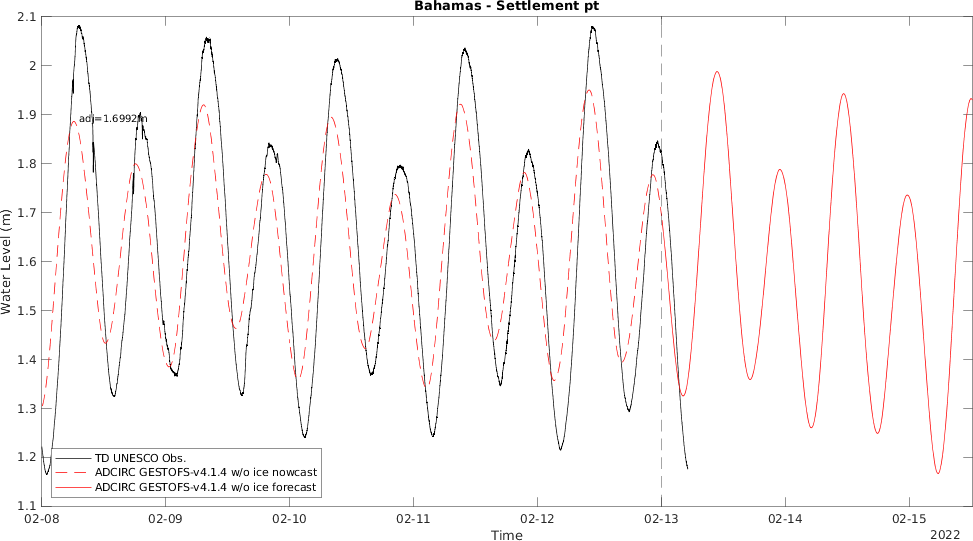 Bahamas - Settlement pt
2.1
2
1.9
1.8
1.7
1.6
1.5
1.4
1.3
1.2
1.1
Water Level (m)
adj=1.6992m
TD UNESCO Obs.
ADCIRC GESTOFS-v4.1.4 w/o ice nowcast
ADCIRC GESTOFS-v4.1.4 w/o ice forecast
02-08 02-09 02-10 02-11 02-12 02-13 02-14 02-15
Time
2022